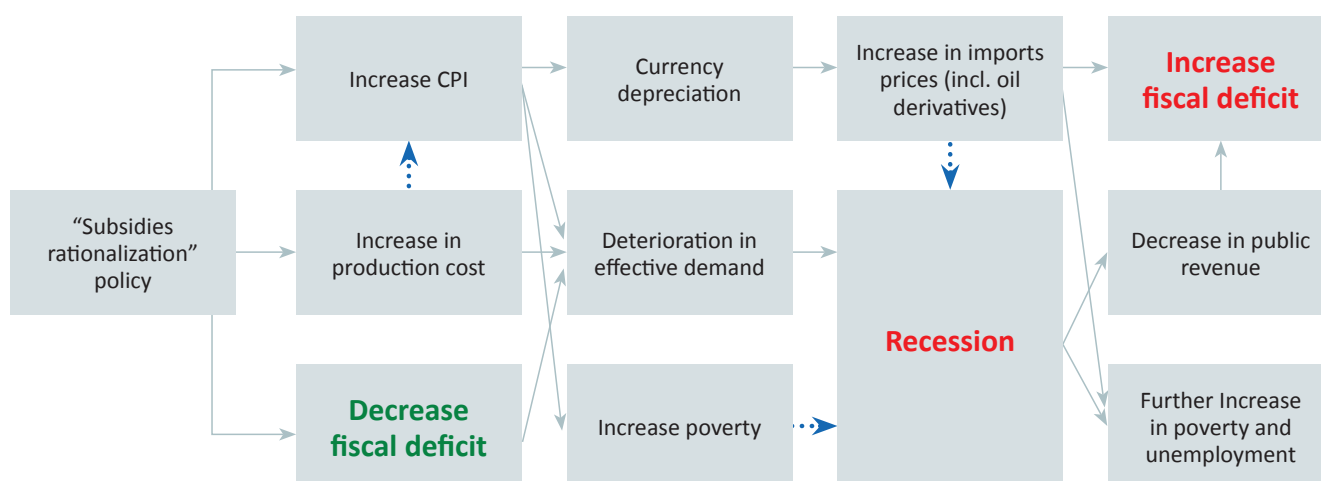 Increase CPI
Currency
depreciation
Increase in imports
prices (incl. oil
derivatives)
Increase
fiscal deficit
“Subsidies
rationalization”
policy
Increase in
production cost
Deterioration in
effective demand
Recession
Decrease in public
revenue
Decrease
fiscal deficit
Increase poverty
Further Increase
in poverty and
unemployment